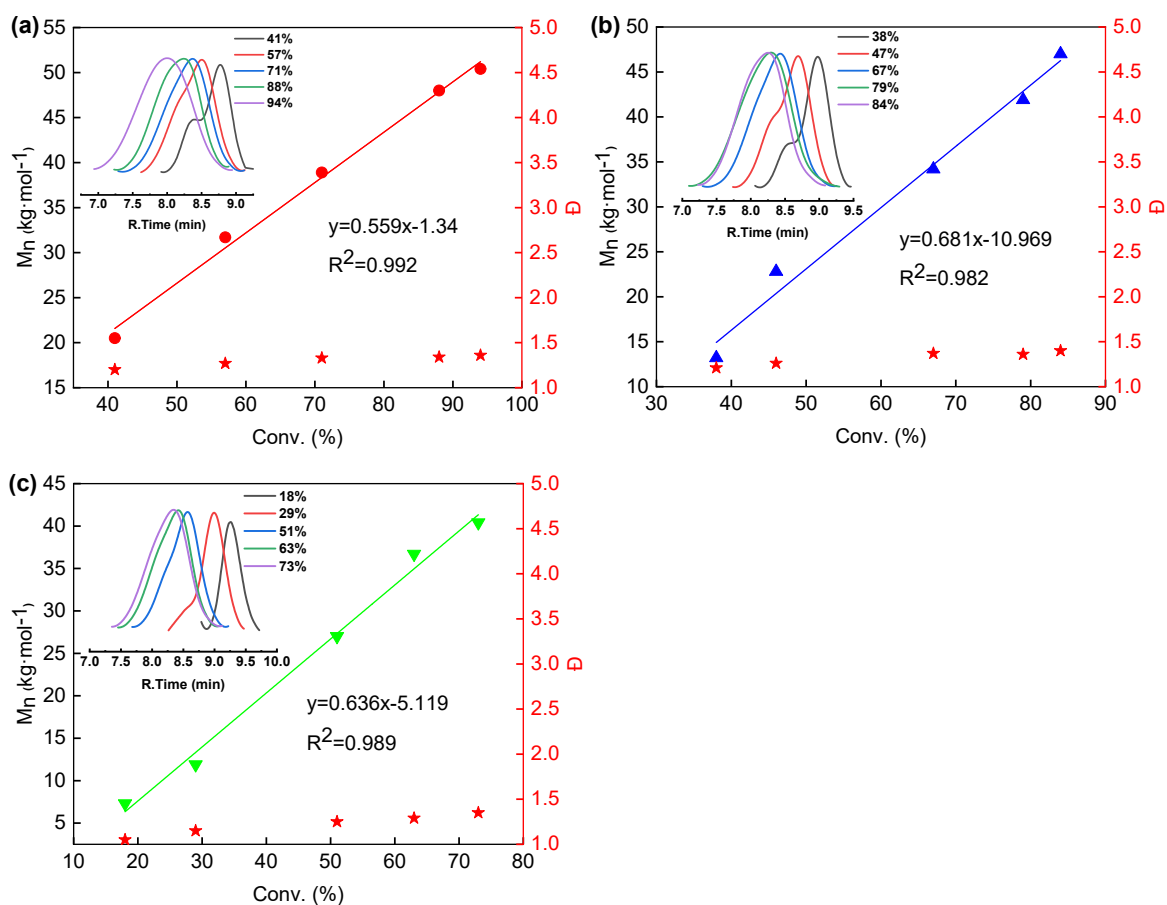 (a)
55
50
45
40
35
30
25
20
15
Mn (kg·mol-1)
41%
57%
71%
88%
94%
7.0 7.5 8.0 8.5 9.0
R.Time (min)
y=0.559x-1.34
R2=0.992
5.0
4.5
4.0
3.5
3.0
2.5
2.0
1.5
1.0
Đ
40 50 60 70 80 90 100
Conv. (%)
(b)
50
45
40
35
30
25
20
15
10
Mn (kg·mol-1)
38%
47%
67%
79%
84%
7.0 7.5 8.0 8.5 9.0 9.5
R.Time (min)
y=0.681x-10.969
R2=0.982
5.0
4.5
4.0
3.5
3.0
2.5
2.0
1.5
1.0
Đ
30 40 50 60 70 80 90
Conv. (%)
(c)
45
40
35
30
25
20
15
10
5
Mn (kg·mol-1)
18%
29%
51%
63%
73%
7.0 7.5 8.0 8.5 9.0 9.5 10.0
R.Time (min)
y=0.636x-5.119
R2=0.989
5.0
4.5
4.0
3.5
3.0
2.5
2.0
1.5
1.0
Đ
10 20 30 40 50 60 70 80
Conv. (%)